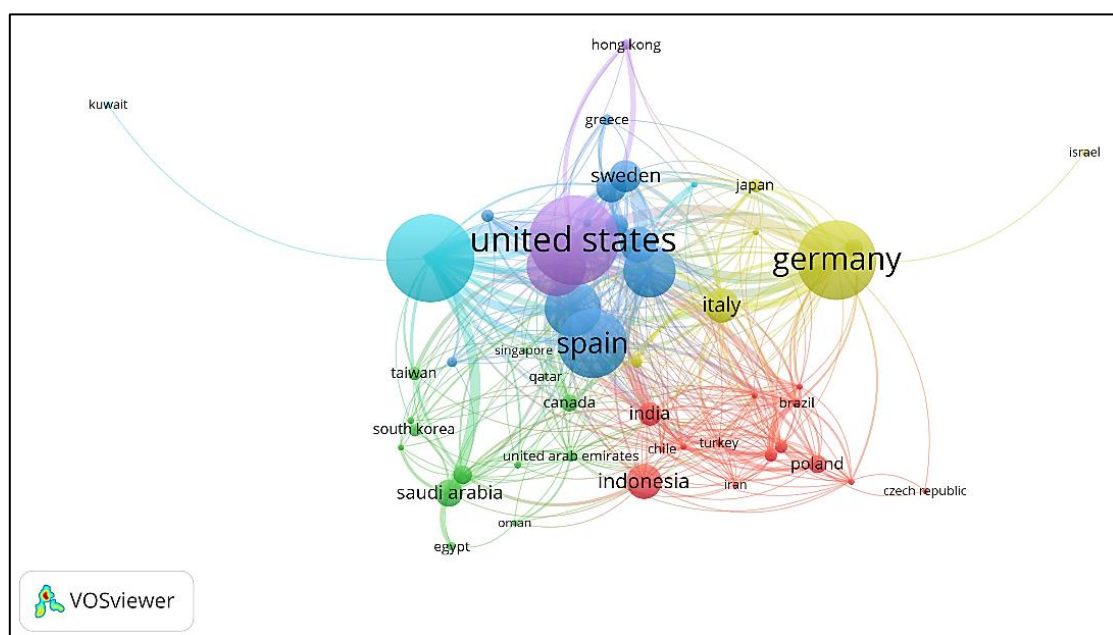 hong kong
kuwait
greece
israel
sweden
japan
united states
germany
italy
spain
singapore
taiwan
qatar
canada
brazil
india
south korea
chile
turkey
united arab emirates
poland
indonesia
iran
czech republic
saudi arabia
oman
egypt
VOSviewer